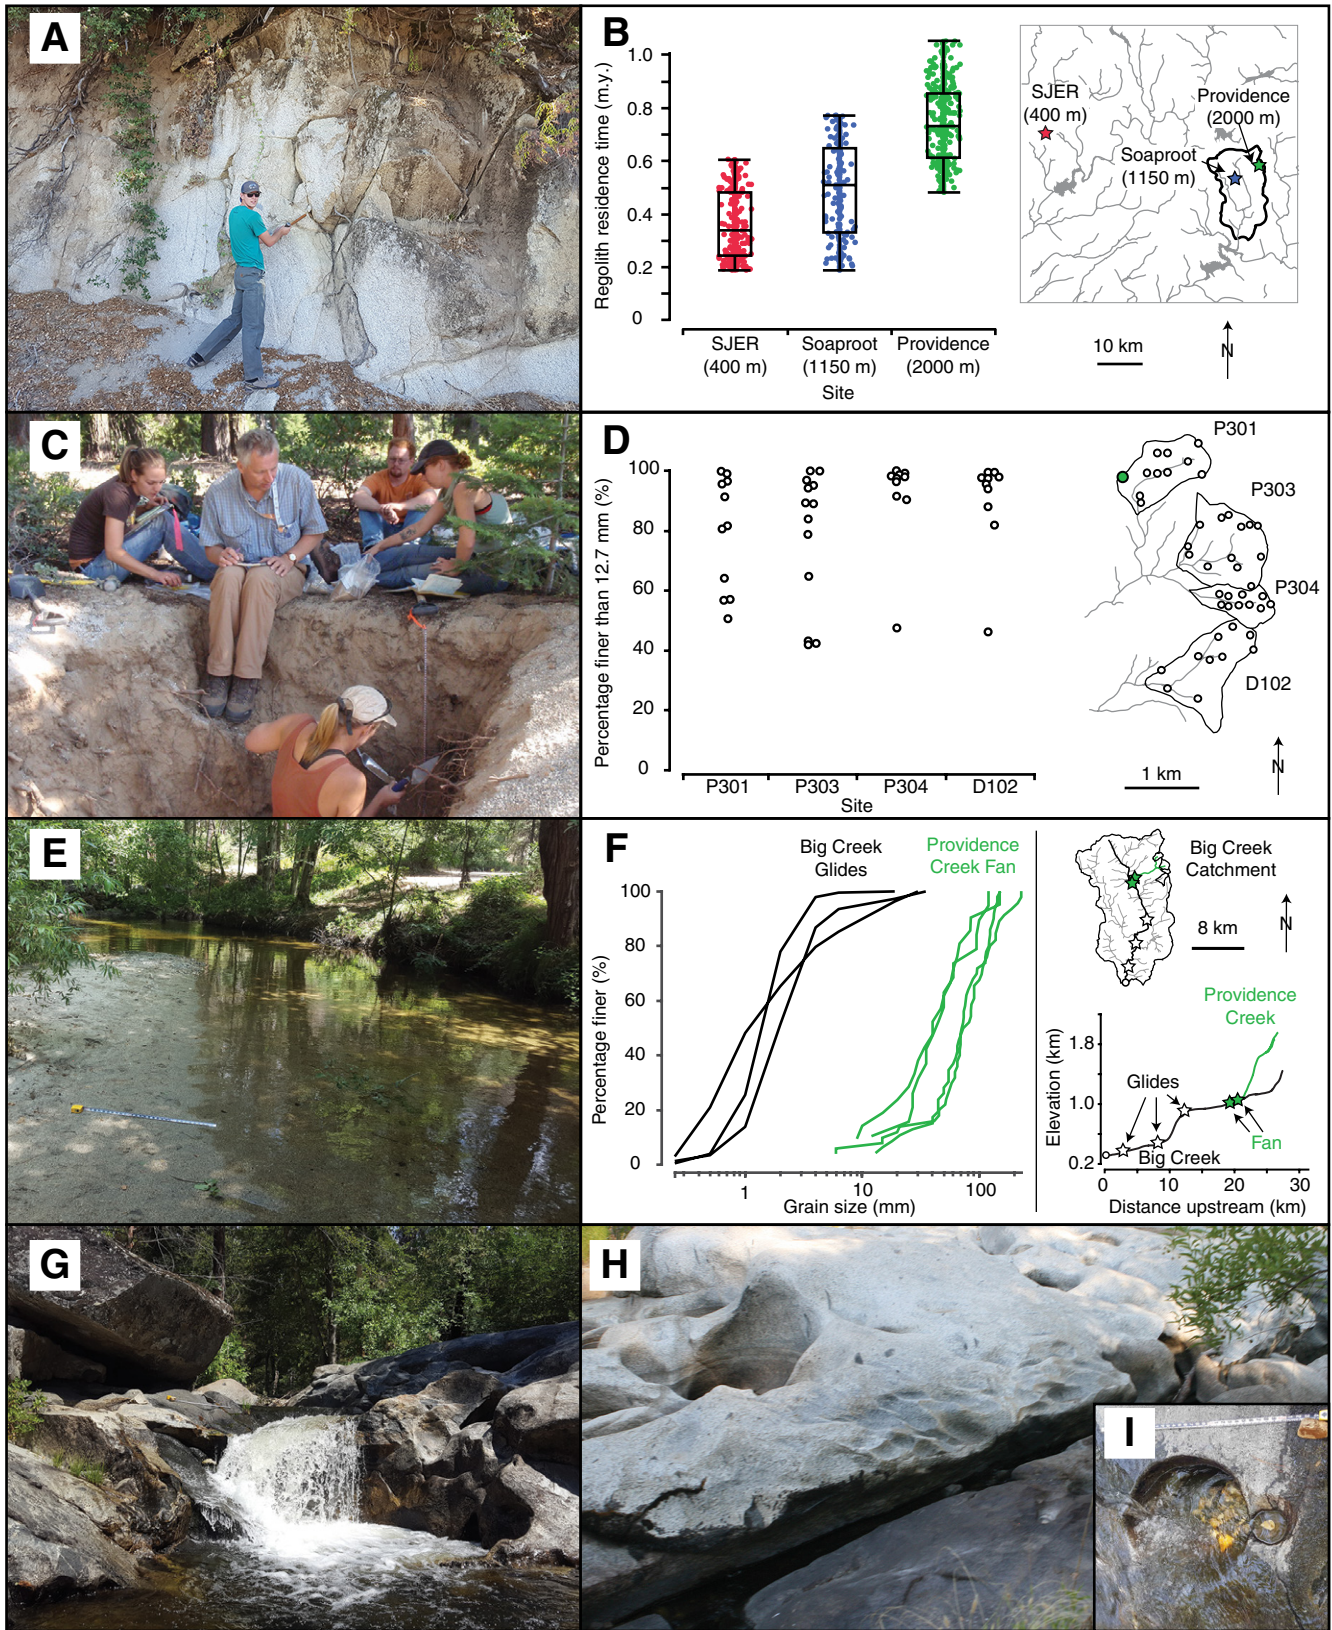 A
B
Regolith residence time (m.y.)
1.0
0.8
0.6
0.4
0.2
0
SJER
(400 m)
Soaproot
(1150 m)
Providence
(2000 m)
Site
SJER
(400 m)
Providence
(2000 m)
Soaproot
(1150 m)
10 km
N
C
D
Percentage finer than 12.7 mm (%)
100
80
60
40
20
0
P301
P303
P304
D102
Site
P301
P303
P304
D102
1 km
N
E
F
Big Creek
Glides
Providence
Creek Fan
Percentage finer (%)
100
80
60
40
20
0
1
10
100
Grain size (mm)
Big Creek
Catchment
8 km
N
Providence
Creek
Elevation (km)
1.8
1.0
0.2
Glides
Fan
Big Creek
0
10
20
30
Distance upstream (km)
G
H
I